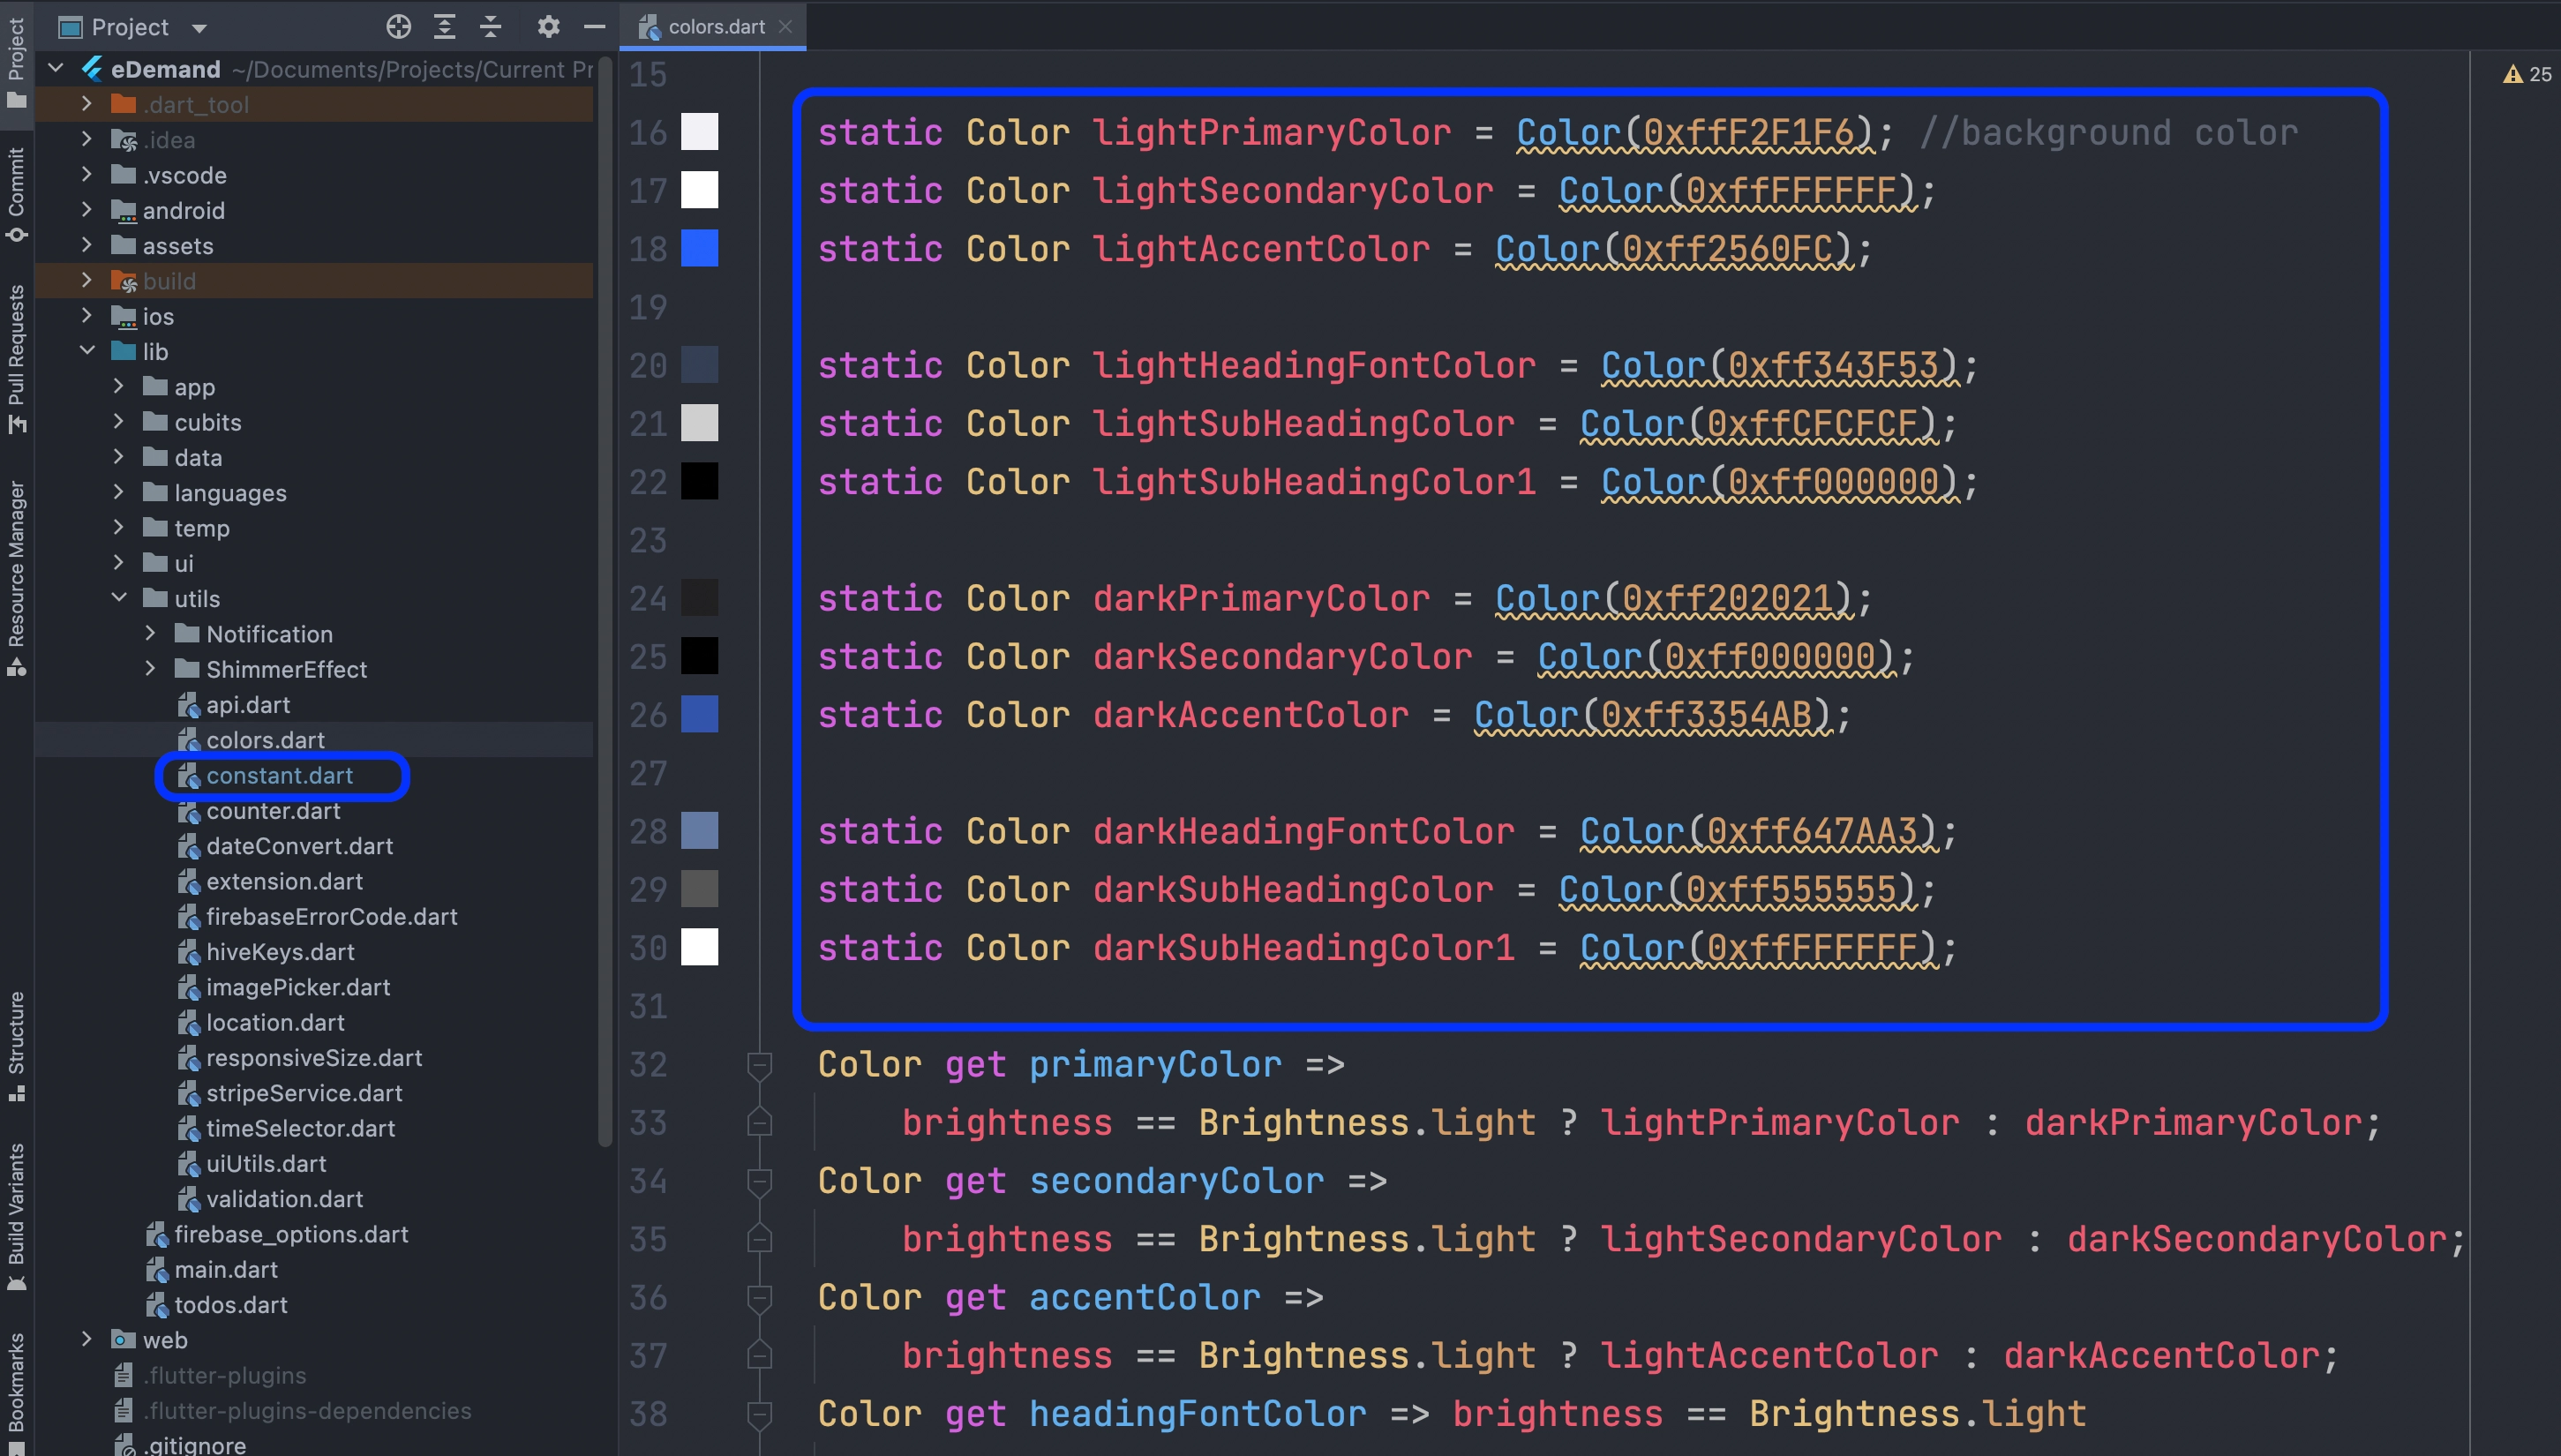 Project
Commit
Pull Requests
Resource Manager
Structure
Build Variants
Bookmarks
Project
eDemand ~/Documents/Projects/Current Pr
.dart_tool
.idea
.vscode
android
assets
build
ios
lib
app
cubits
data
languages
temp
ui
utils
Notification
ShimmerEffect
api.dart
colors.dart
constant.dart
counter.dart
dateConvert.dart
extension.dart
firebaseErrorCode.dart
hiveKeys.dart
imagePicker.dart
location.dart
responsiveSize.dart
stripeService.dart
timeSelector.dart
uiUtils.dart
validation.dart
firebase_options.dart
main.dart
todos.dart
web
.flutter-plugins
.flutter-plugins-dependencies
.gitignore
colors.dart
25
15
16 static Color lightPrimaryColor = Color(0xffF2F1F6); //background color
17 static Color lightSecondaryColor = Color(0xffFFFFFF);
18 static Color lightAccentColor = Color(0xff2560FC);
19
20 static Color lightHeadingFontColor = Color(0xff343F53);
21 static Color lightSubHeadingColor = Color(0xffCFCFCF);
22 static Color lightSubHeadingColor1 = Color(0xff000000);
23
24 static Color darkPrimaryColor = Color(0xff202021);
25 static Color darkSecondaryColor = Color(0xff000000);
26 static Color darkAccentColor = Color(0xff3354AB);
27
28 static Color darkHeadingFontColor = Color(0xff647AA3);
29 static Color darkSubHeadingColor = Color(0xff555555);
30 static Color darkSubHeadingColor1 = Color(0xffFFFFFF);
31
32 Color get primaryColor =>
33 brightness == Brightness.light ? lightPrimaryColor : darkPrimaryColor;
34 Color get secondaryColor =>
35 brightness == Brightness.light ? lightSecondaryColor : darkSecondaryColor;
36 Color get accentColor =>
37 brightness == Brightness.light ? lightAccentColor : darkAccentColor;
38 Color get headingFontColor => brightness == Brightness.light